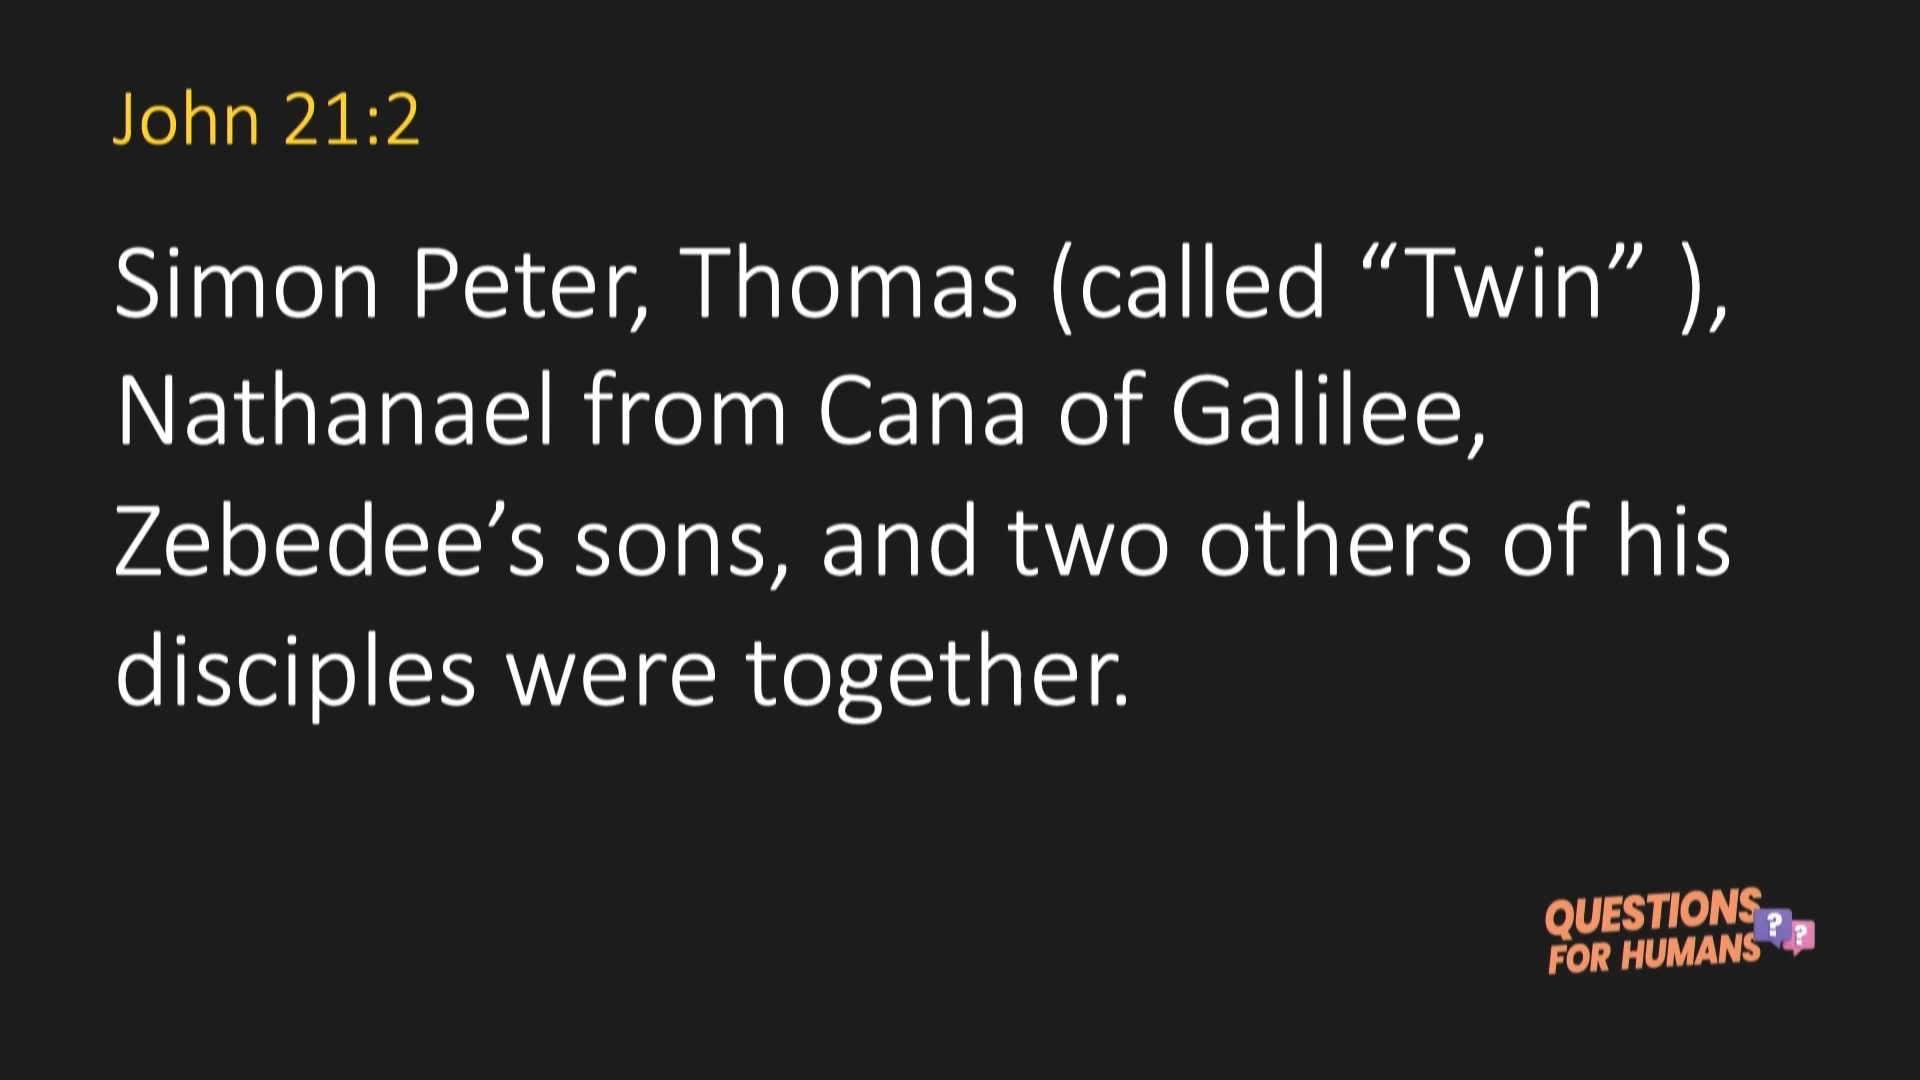 John 21:2
Simon Peter, Thomas (called “Twin” ),
Nathanael from Cana of Galilee,
Zebedee’s sons, and two others of his
disciples were together.
QUESTIONS
FOR HUMANS
? ?